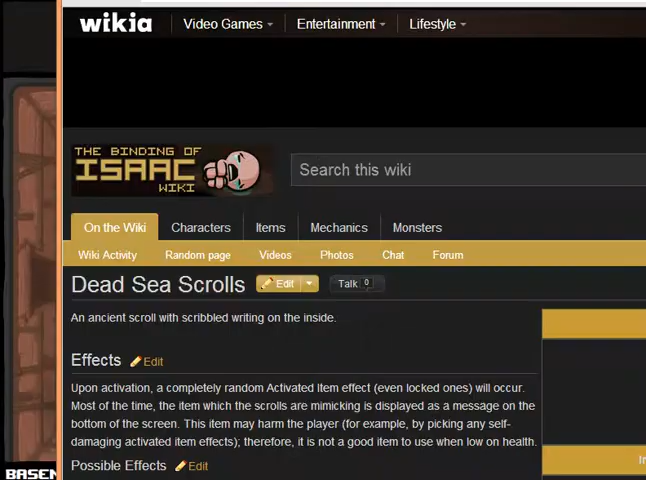 wikia Video Games Entertainment Lifestyle
THE BINDING OF
ISAAC
WIKI
Search this wiki
On the Wiki Characters Items Mechanics Monsters
Wiki Activity Random page Videos Photos Chat Forum
Dead Sea Scrolls Edit Talk 0
An ancient scroll with scribbled writing on the inside.
Effects Edit
Upon activation, a completely random Activated Item effect (even locked ones) will occur.
Most of the time, the item which the scrolls are mimicking is displayed as a message on the
bottom of the screen. This item may harm the player (for example, by picking any self-
damaging activated item effects); therefore, it is not a good item to use when low on health.
Possible Effects Edit